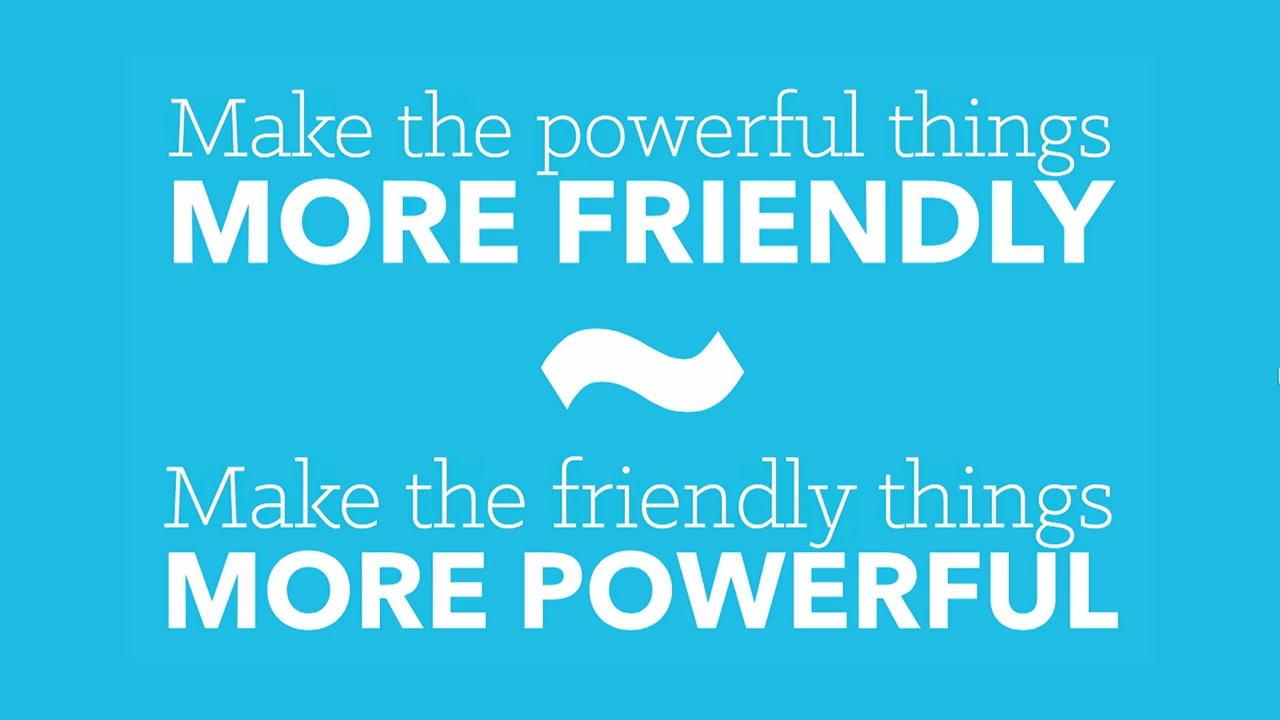 Make the powerful things
MORE FRIENDLY
~
Make the friendly things
MORE POWERFUL